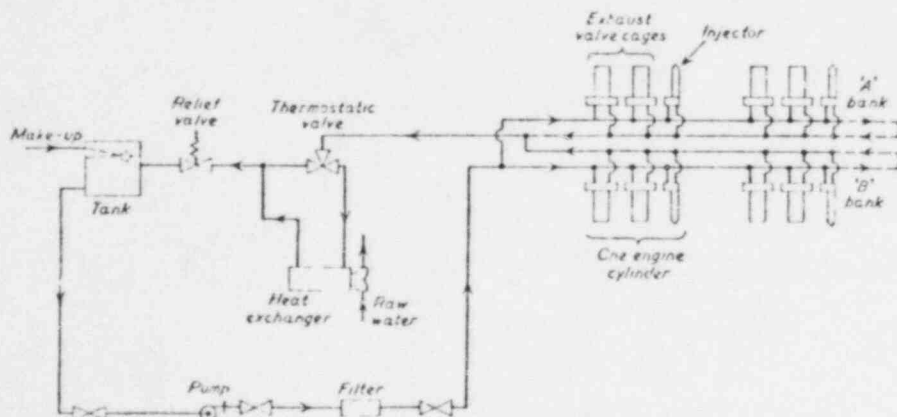 Exhaust
valve cages
Injector
'A'
bank
Relief
valve
Thermostatic
valve
Make-up
Tank
'B'
bank
One engine
cylinder
Heat
exchanger
Raw
water
Pump
Filter